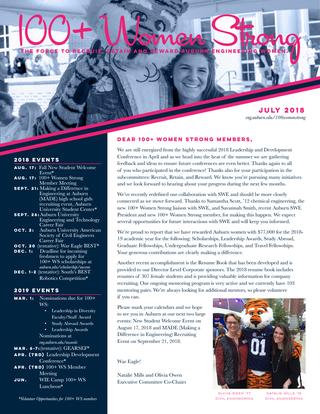 100+ Women Strong
THE FORCE TO RECRUIT, RETAIN AND REWARD AUBURN ENGINEERING WOMEN.
JULY 2018
eng.auburn.edu/100womenstrong
2018 EVENTS
AUG. 17: Fall New Student Welcome
Event*
AUG. 17: 100+ Women Strong
Member Meeting
SEPT. 21: Making a Difference in
Engineering at Auburn
(MADE) high school girls
recruiting event, Auburn
University Student Center*
SEPT. 24: Auburn University
Engineering and Technology
Career Fair*
OCT. 2: Auburn University American
Society of Civil Engineers
Career Fair
OCT. 20 (tentative) War Eagle BEST*
DEC. 1: Deadline for incoming
freshmen to apply for
100+ WS scholarships at
auburn.edu/scholarship/auusom
DEC. 1-2 (tentative) South's BEST
Robotics Competition*
2019 EVENTS
MAR. 1: Nominations due for 100+
WS:
• Leadership in Diversity
Faculty/Staff Award
• Study Abroad Awards
• Leadership Awards
Nominations at
eng.auburn.edu/awards
MAR. 6-7 (tentative) GEARSEF*
APR. (TBD) Leadership Development
Conference*
APR. (TBD) 100+ WS Member
Meeting
JUN. WIE Camp 100+ WS
Luncheon*
*Volunteer Opportunities for 100+ WS members
DEAR 100+ WOMEN STRONG MEMBERS,
We are still energized from the highly successful 2018 Leadership and Development
Conference in April and as we head into the heat of the summer we are gathering
feedback and ideas to ensure future conferences are even better. Thanks again to all
of you who participated in the conference! Thanks also for your participation in the
subcommittees: Recruit, Retain, and Reward. We know you're pursuing many initiatives
and we look forward to hearing about your progress during the next few months.
We've recently redefined our collaboration with SWE and should be more closely
connected as we move forward. Thanks to Samantha Scott, '12 chemical engineering, the
new 100+ Women Strong liaison with SWE, and Savannah Smith, recent Auburn SWE
President and new 100+ Women Strong member, for making this happen. We expect
several opportunities for future interactions with SWE and will keep you informed.
We're proud to report that we have rewarded Auburn women with $77,000 for the 2018-
19 academic year for the following: Scholarships, Leadership Awards, Study Abroad,
Graduate Fellowships, Undergraduate Research Fellowships, and Travel Fellowships.
Your generous contributions are clearly making a difference.
Another recent accomplishment is the Resume Book that has been developed and is
provided to our Director Level Corporate sponsors. The 2018 resume book includes
resumes of 307 female students and is providing valuable information for company
recruiting. Our ongoing mentoring program is very active and we currently have 103
mentoring pairs. We're always looking for additional mentors, so please volunteer
if you can.
Please mark your calendars and we hope
to see you in Auburn at our next two large
events: New Student Welcome Event on
August 17, 2018 and MADE (Making a
Difference in Engineering) Recruiting
Event on September 21, 2018.
War Eagle!
Natalie Mills and Olivia Owen
Executive Committee Co-Chairs
01
OLIVIA OWEN '77
CIVIL ENGINEERING
NATALIE MILLS '16
CIVIL ENGINEERING